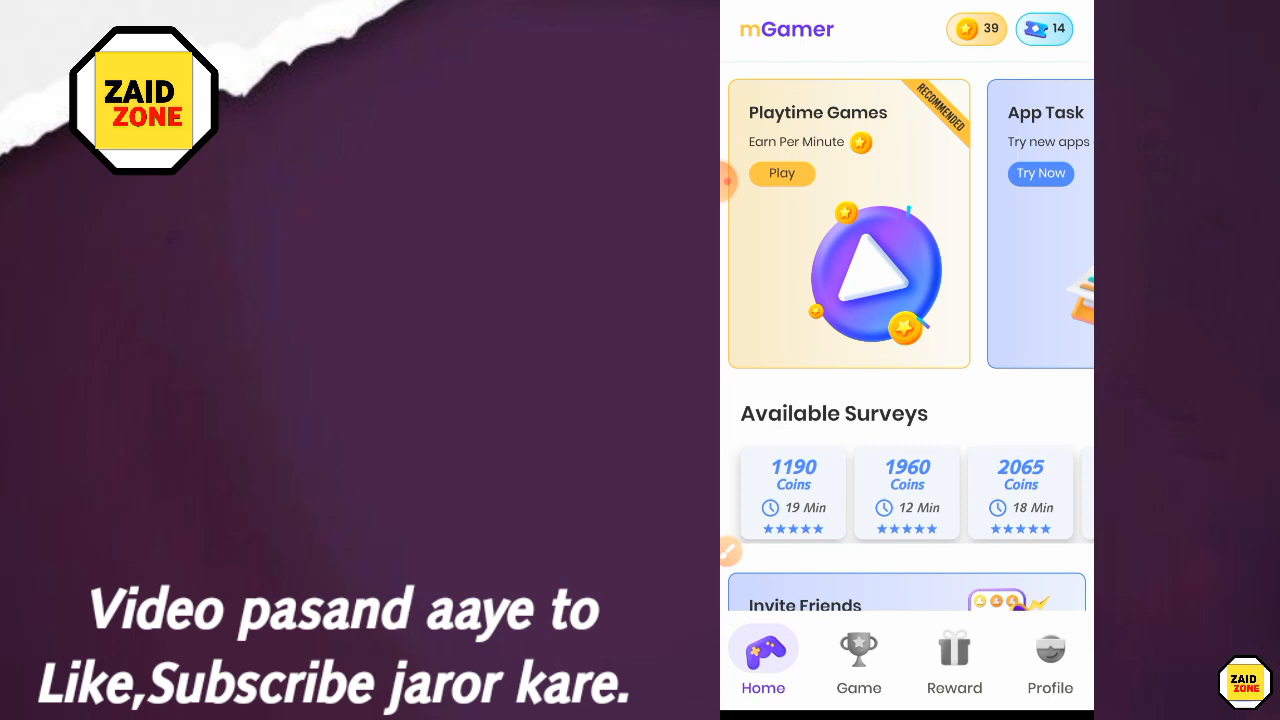 ZAID
ZONE
Video pasand aaye to
Like,Subscribe jaror kare.
mGamer
39
14
RECOMMENDED
Playtime Games
Earn Per Minute
Play
App Task
Try new apps
Try Now
Available Surveys
1190
Coins
19 Min
1960
Coins
12 Min
2065
Coins
18 Min
Invite Friends
Home
Game
Reward
Profile
ZAID
ZONE